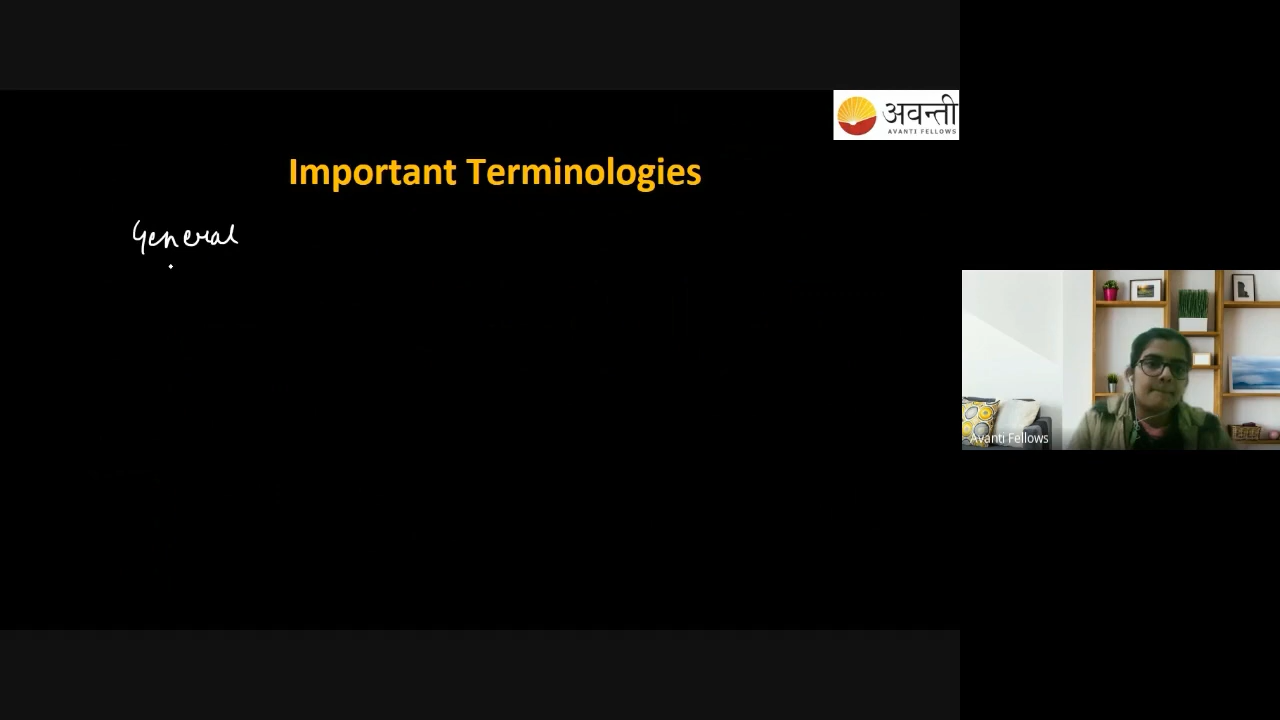 अवन्ती
AVANTI FELLOWS
Important Terminologies
General
Avanti Fellows